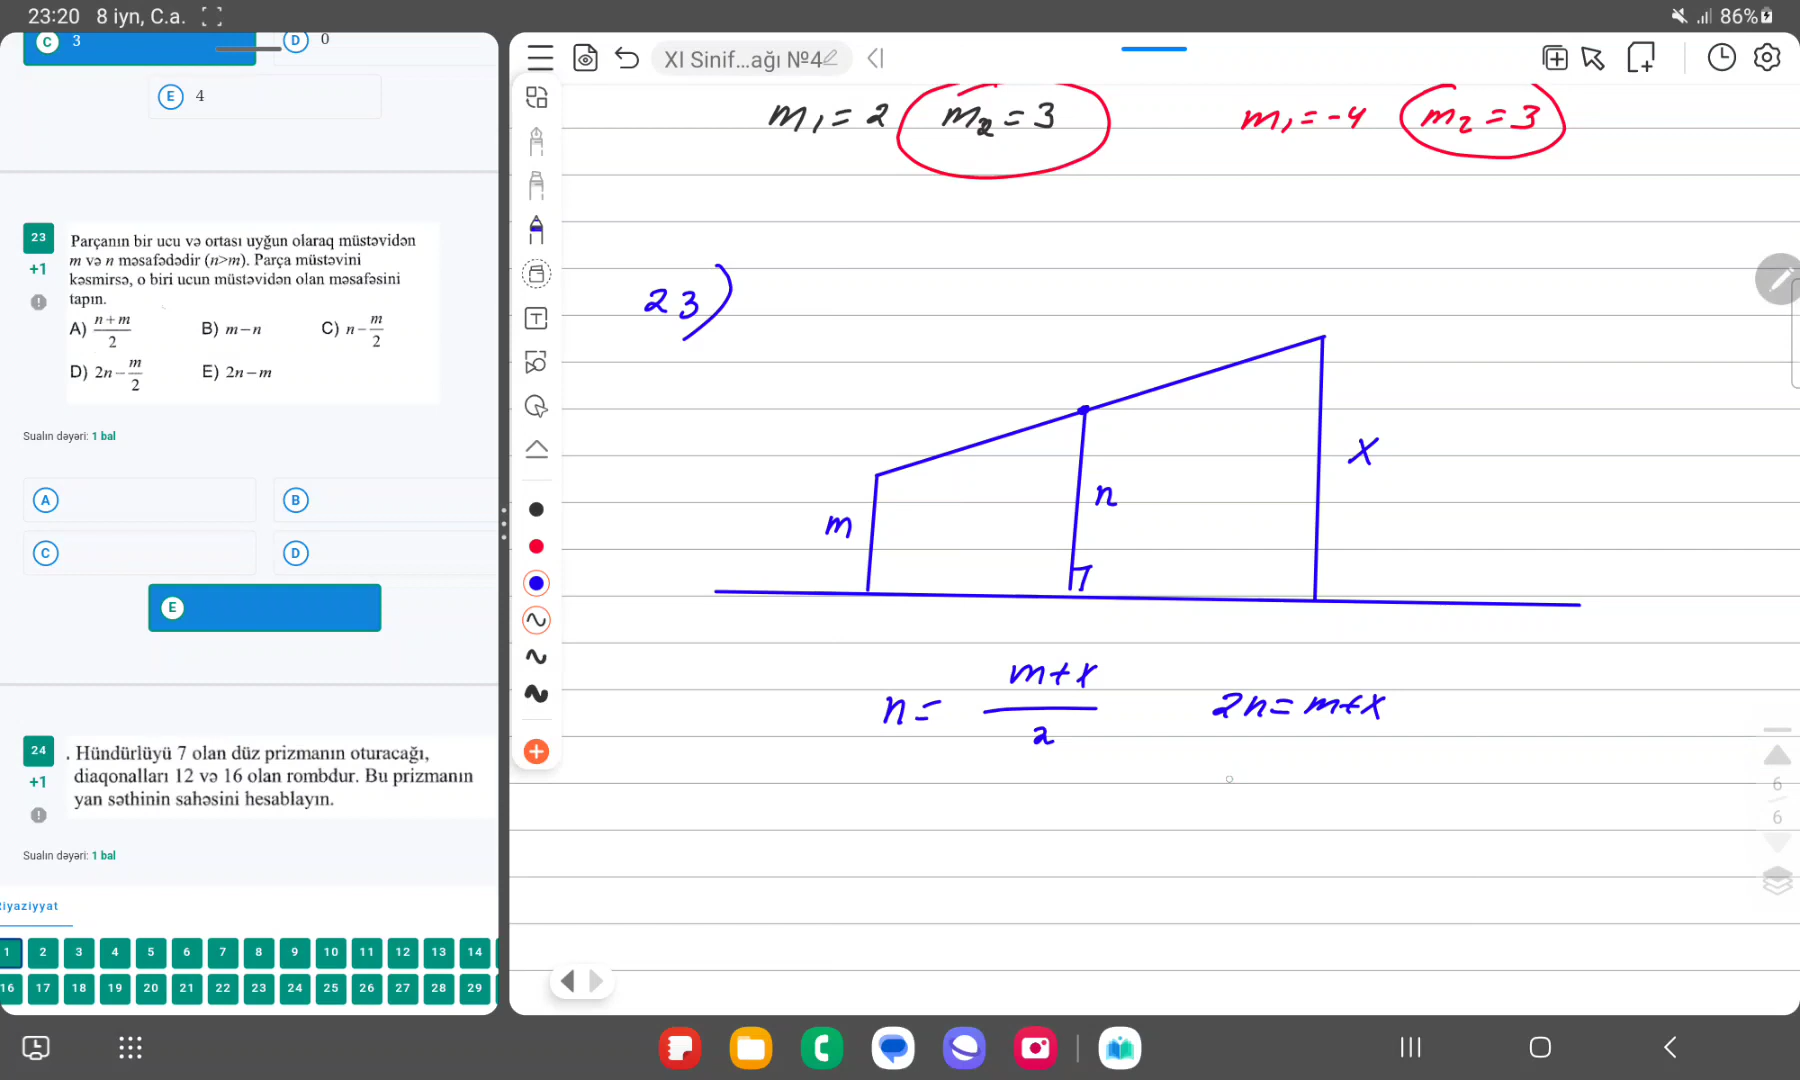 23:20 8 iyn, C.a. 86%
C 3 D 0
E 4
23
+1
Parçanın bir ucu və ortası uyğun olaraq müstəvidən
m və n məsafədədir (n>m). Parça müstəvini
kəsmirsə, o biri ucun müstəvidən olan məsafəsini
tapın.
A) n+m/2 B) m−n C) n−m/2
D) 2n−m/2 E) 2n−m
Sualın dəyəri: 1 bal
A B
C D
E
24
+1
. Hündürlüyü 7 olan düz prizmanın oturacağı,
diaqonalları 12 və 16 olan rombdur. Bu prizmanın
yan səthinin sahəsini hesablayın.
Sualın dəyəri: 1 bal
iyaziyyat
1 2 3 4 5 6 7 8 9 10 11 12 13 14
16 17 18 19 20 21 22 23 24 25 26 27 28 29
XI Sinif...ağı №4
m₁=2 m₂=3 m₁=-4 m₂=3
23)
m n x
n= m+x/2 2n=m+x
6
6